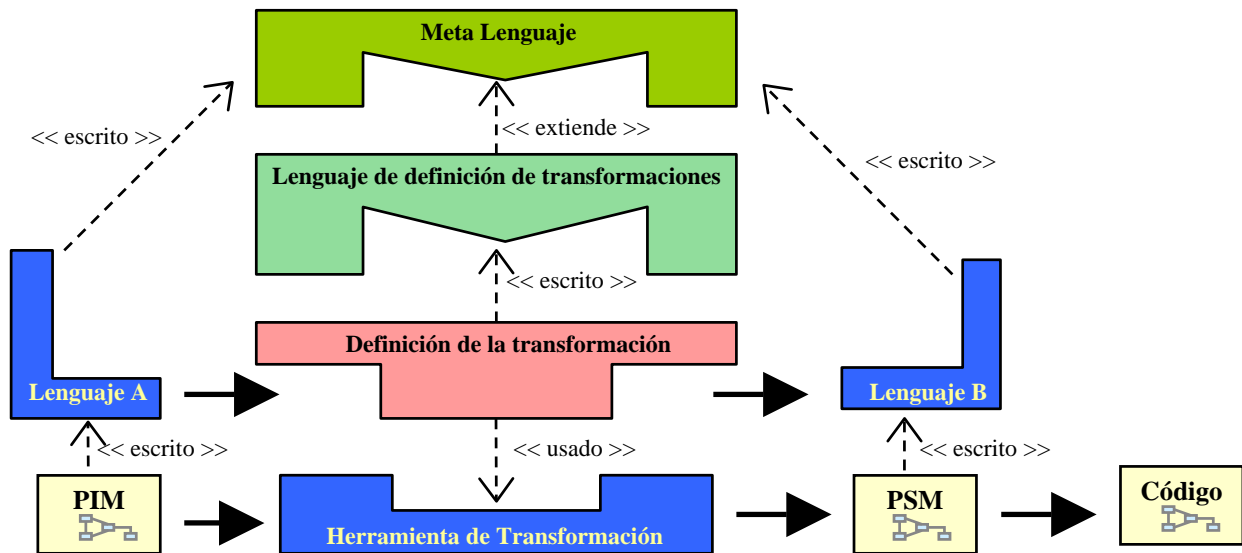 Meta Lenguaje
<< escrito >>
<< extiende >>
<< escrito >>
Lenguaje de definición de transformaciones
<< escrito >>
Definición de la transformación
Lenguaje A
Lenguaje B
<< escrito >>
<< usado >>
<< escrito >>
PIM
Herramienta de Transformación
PSM
Código